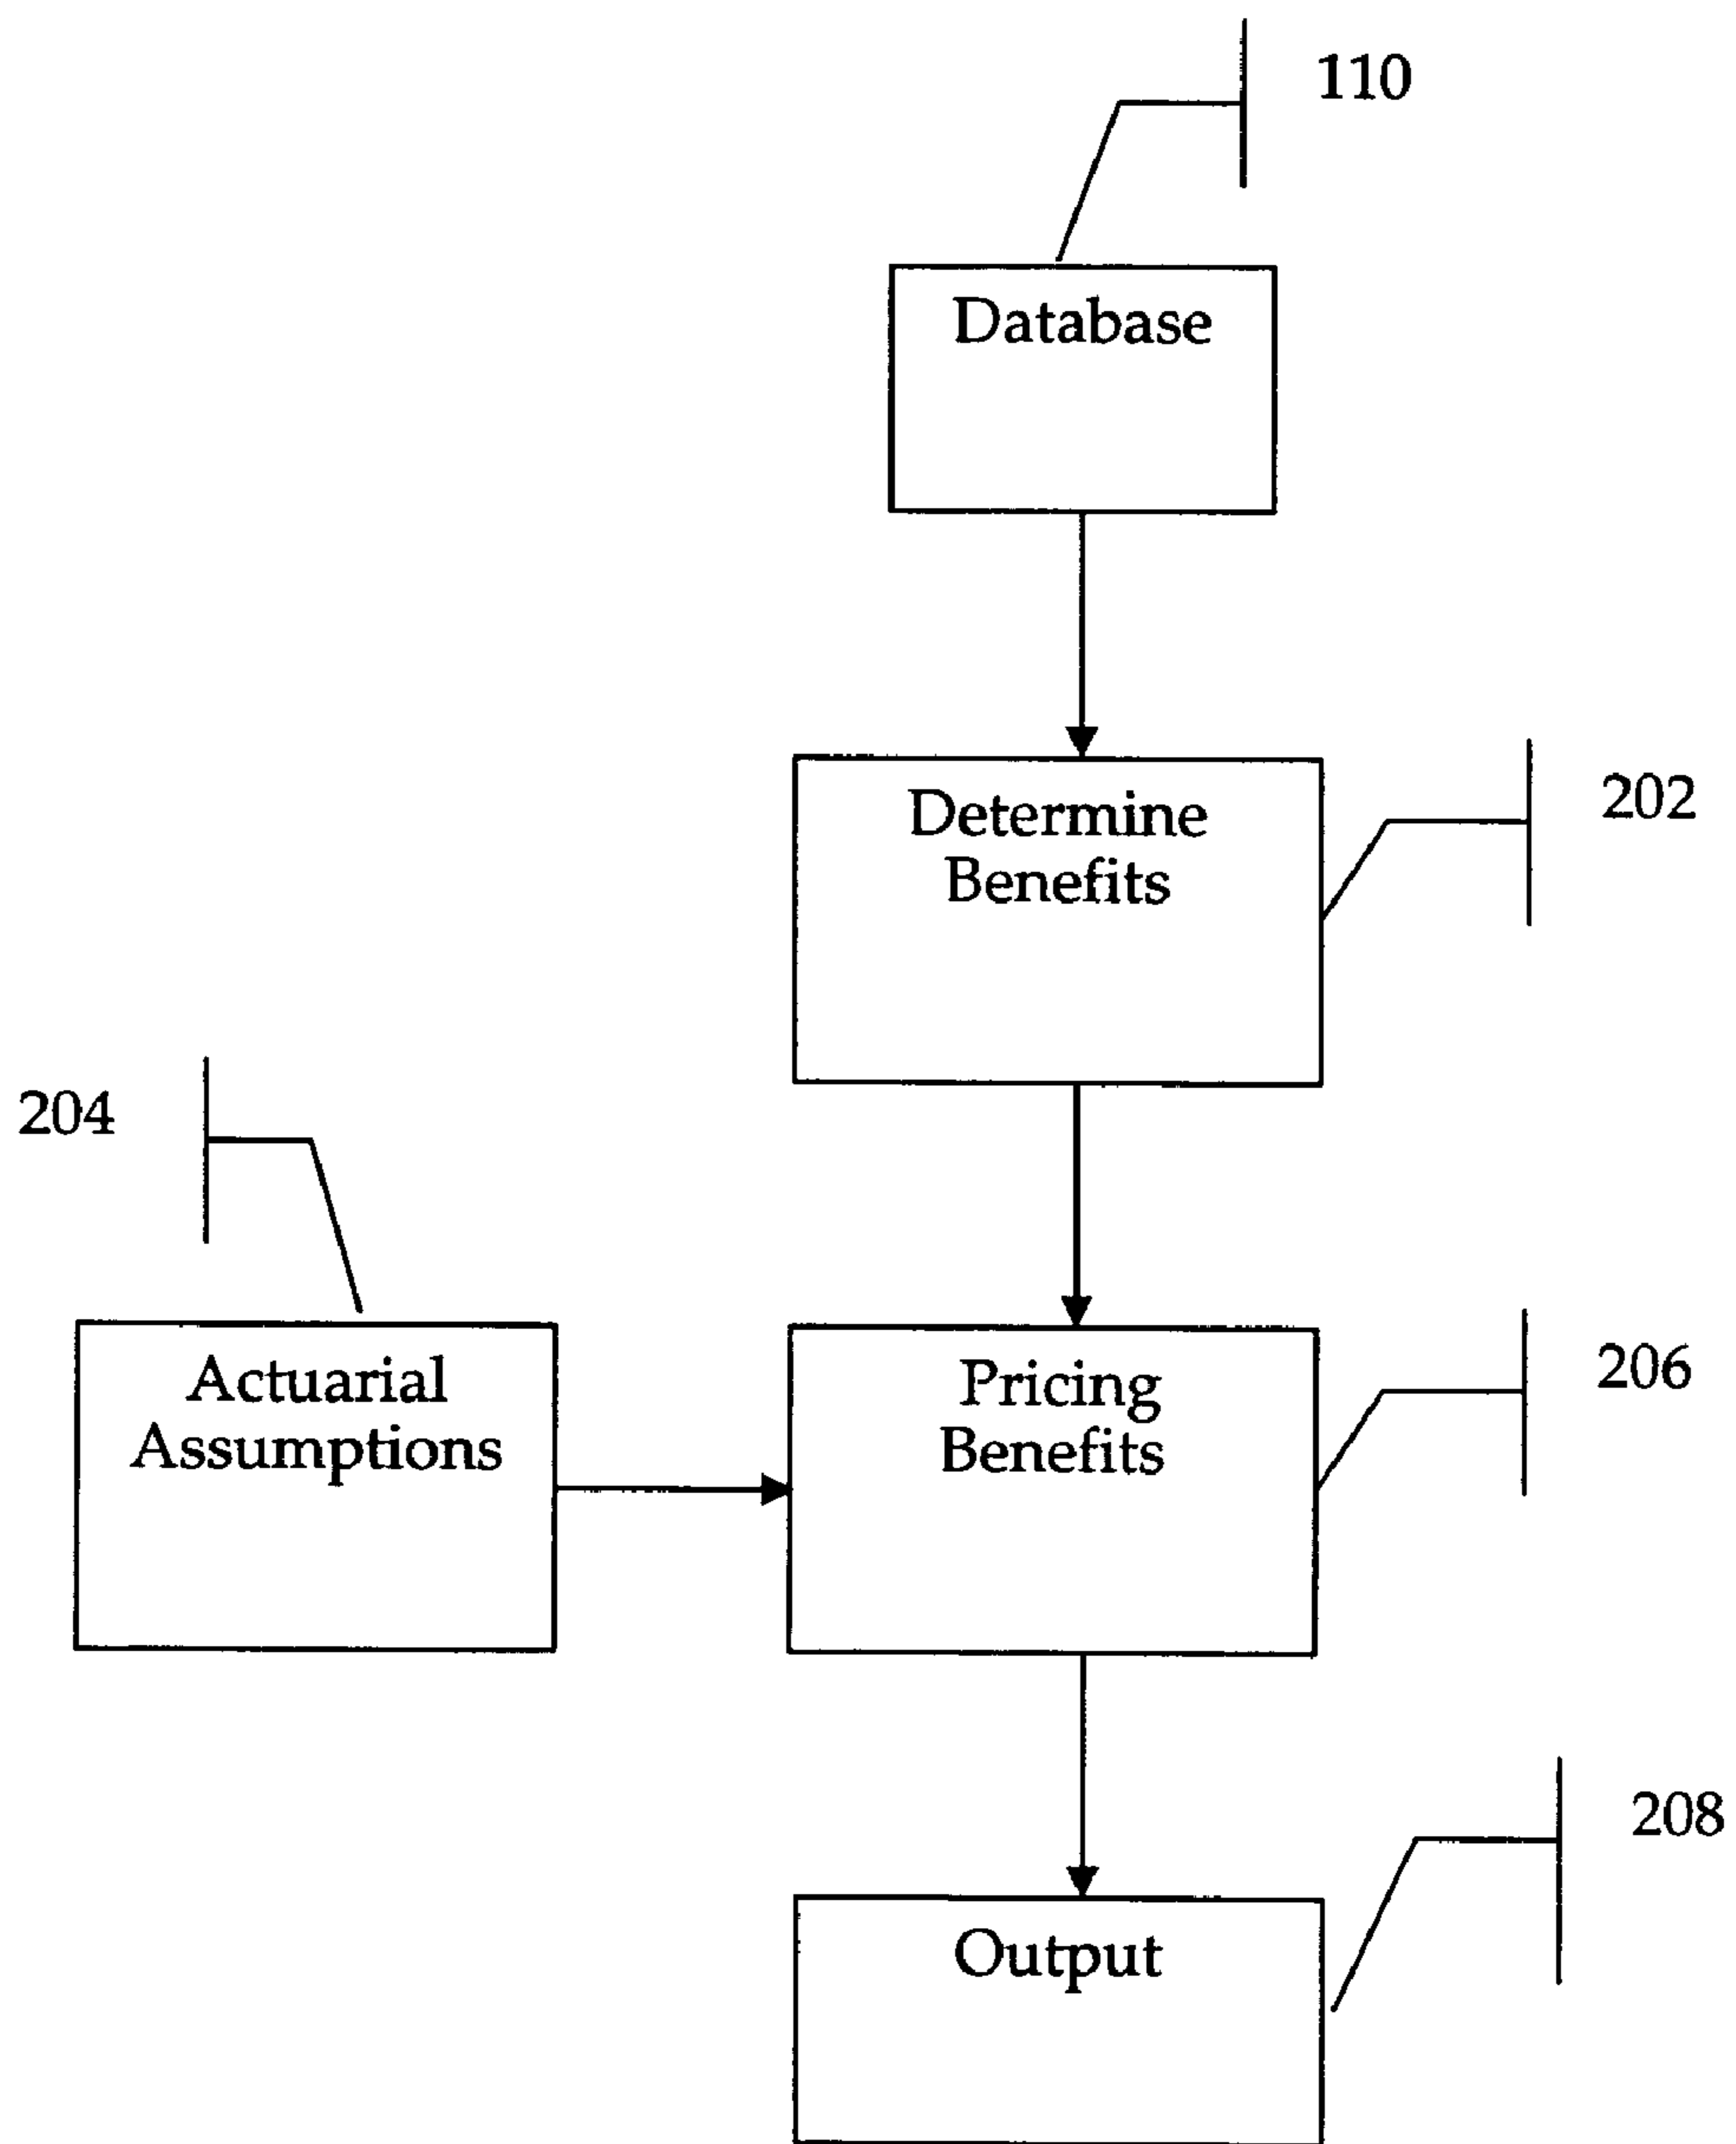 110
Database
Determine
Benefits
202
204
Actuarial
Assumptions
Pricing
Benefits
206
Output
208